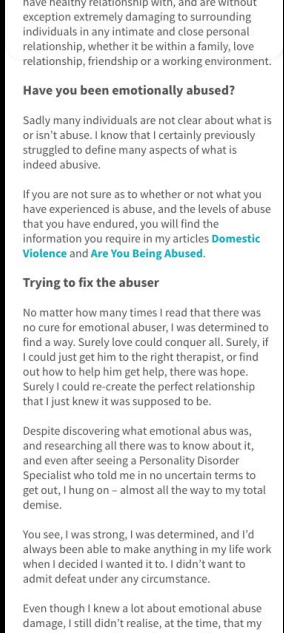 have healthy relationship with, and are without
exception extremely damaging to surrounding
individuals in any intimate and close personal
relationship, whether it be within a family, love
relationship, friendship or a working environment.
Have you been emotionally abused?
Sadly many individuals are not clear about what is
or isn't abuse. I know that I certainly previously
struggled to define many aspects of what is
indeed abusive.
If you are not sure as to whether or not what you
have experienced is abuse, and the levels of abuse
that you have endured, you will find the
information you require in my articles Domestic
Violence and Are You Being Abused.
Trying to fix the abuser
No matter how many times I read that there was
no cure for emotional abuser, I was determined to
find a way. Surely love could conquer all. Surely, if
I could just get him to the right therapist, or find
out how to help him get help, there was hope.
Surely I could re-create the perfect relationship
that I just knew it was supposed to be.
Despite discovering what emotional abus was,
and researching all there was to know about it,
and even after seeing a Personality Disorder
Specialist who told me in no uncertain terms to
get out, I hung on – almost all the way to my total
demise.
You see, I was strong, I was determined, and I'd
always been able to make anything in my life work
when I decided I wanted it to. I didn't want to
admit defeat under any circumstance.
Even though I knew a lot about emotional abuse
damage, I still didn't realise, at the time, that my